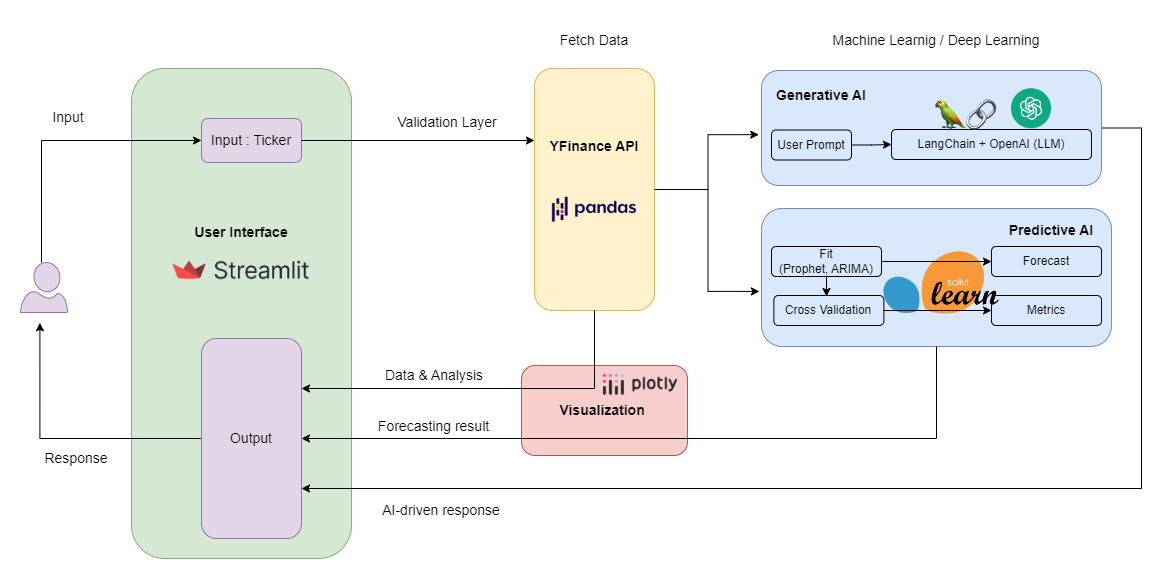 Fetch Data
Machine Learnig / Deep Learning
Input
Input : Ticker
Validation Layer
YFinance API
pandas
Generative AI
User Prompt
LangChain + OpenAI (LLM)
User Interface
Streamlit
Predictive AI
Fit
(Prophet, ARIMA)
Forecast
scikit
learn
Cross Validation
Metrics
Data & Analysis
plotly
Visualization
Forecasting result
Output
Response
AI-driven response